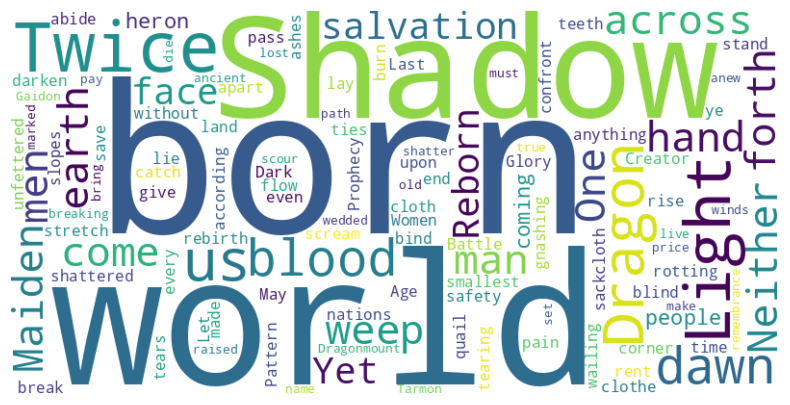 abide
heron
salvation
across
Twice
Shadow
teeth
die
pass
ashes
burn
Last
confront
stand
lost
darken
pay
ancient
face
apart
lay
must
anew
Gaidon
marked
without
ties
path
ye
forth
unfettered
men
slopes
earth
save
land
born
shatter
anything
hand
bring
lie
catch
give
scour
Dark
flow
even
according
Prophecy
upon
true
Glory
old
end
Reborn
One
Creator
Dragon
Light
Neither
breaking
stretch
cloth
wedded
Women
coming
gnashing
rise
winds
live
price
Maiden
come
rebirth
scream
bind
us
blood
Battle
man
sackcloth
rotting
shattered
every
World
May
Age
smallest
safety
blind
make
remembrance
tears
Let
made
nations
weep
quail
tearing
set
pain
wailing
people
corner
time
raised
Pattern
Dragonmount
Yet
rent
dawn
break
name
farmon
clothe